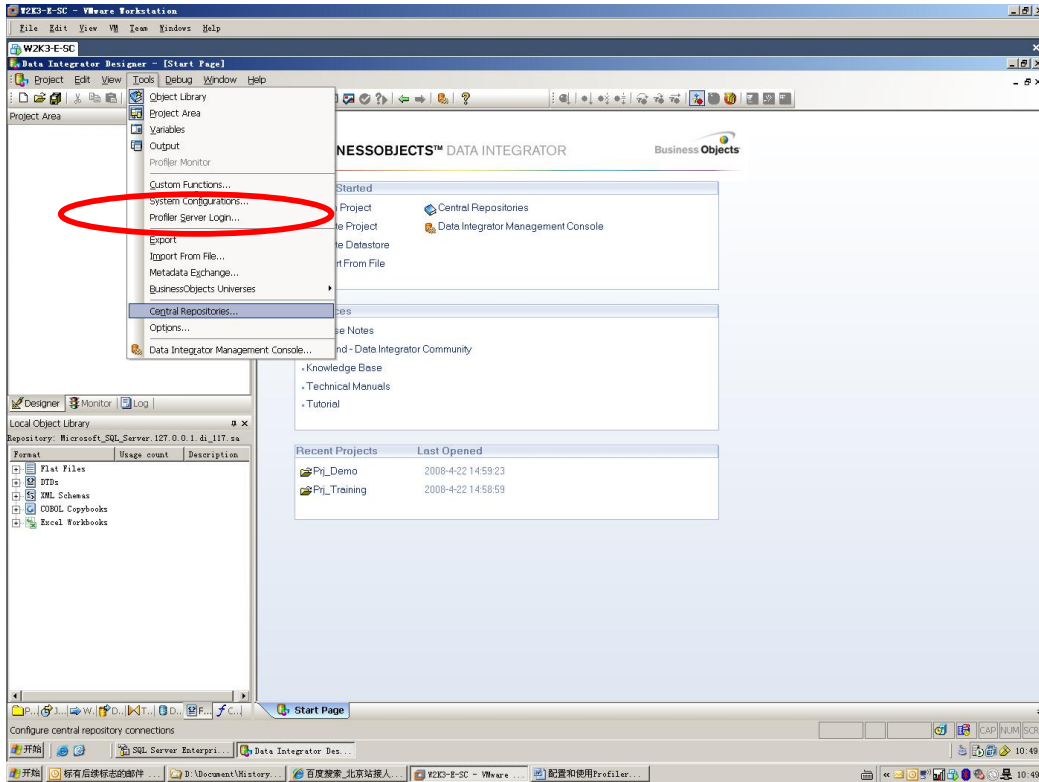 W2K3-E-SC - VMware Workstation
File Edit View VM Team Windows Help
W2K3-E-SC
Data Integrator Designer - [Start Page]
Project Edit View Tools Debug Window Help
Project Area
Object Library
Project Area
Variables
Output
Profiler Monitor
Custom Functions...
System Configurations...
Profiler Server Login...
Export
Import From File...
Metadata Exchange...
BusinessObjects Universes
Central Repositories...
Options...
Data Integrator Management Console...
NESSOBJECTS™ DATA INTEGRATOR
Business Objects
Started
Project
Central Repositories
te Project
Data Integrator Management Console
te Datastore
rt From File
ces
se Notes
nd - Data Integrator Community
Knowledge Base
Technical Manuals
Tutorial
Designer Monitor Log
Local Object Library
Repository: Microsoft_SQL_Server.127.0.0.1.di_117.sa
Format Usage count Description
Flat Files
DTDs
XML Schemas
COBOL Copybooks
Excel Workbooks
Recent Projects Last Opened
Prj_Demo 2008-4-22 14:59:23
Prj_Training 2008-4-22 14:58:59
P... J... W... D... T... D... F... C...
Start Page
Configure central repository connections
CAP NUM SCR
开始 SQL Server Enterpri... Data Integrator Des... 10:49
开始 标有后续标志的邮件 ... D:\Document\History... 百度搜索_北京站接人... W2K3-E-SC - VMware ... 配置和使用Profiler... 10:49